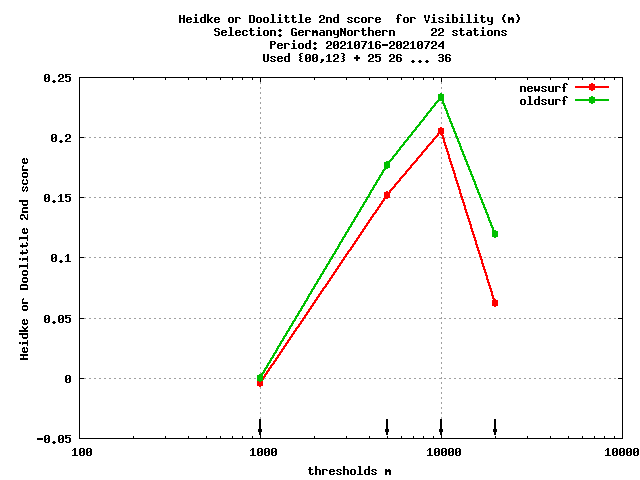 Heidke or Doolittle 2nd score  for Visibility (m)
Selection: GermanyNorthern     22 stations
Period: 20210716-20210724
Used {00,12} + 25 26 ... 36
newsurf
oldsurf
0.25
0.2
0.15
0.1
0.05
0
-0.05
Heidke or Doolittle 2nd score
100 1000 10000 10000
thresholds m